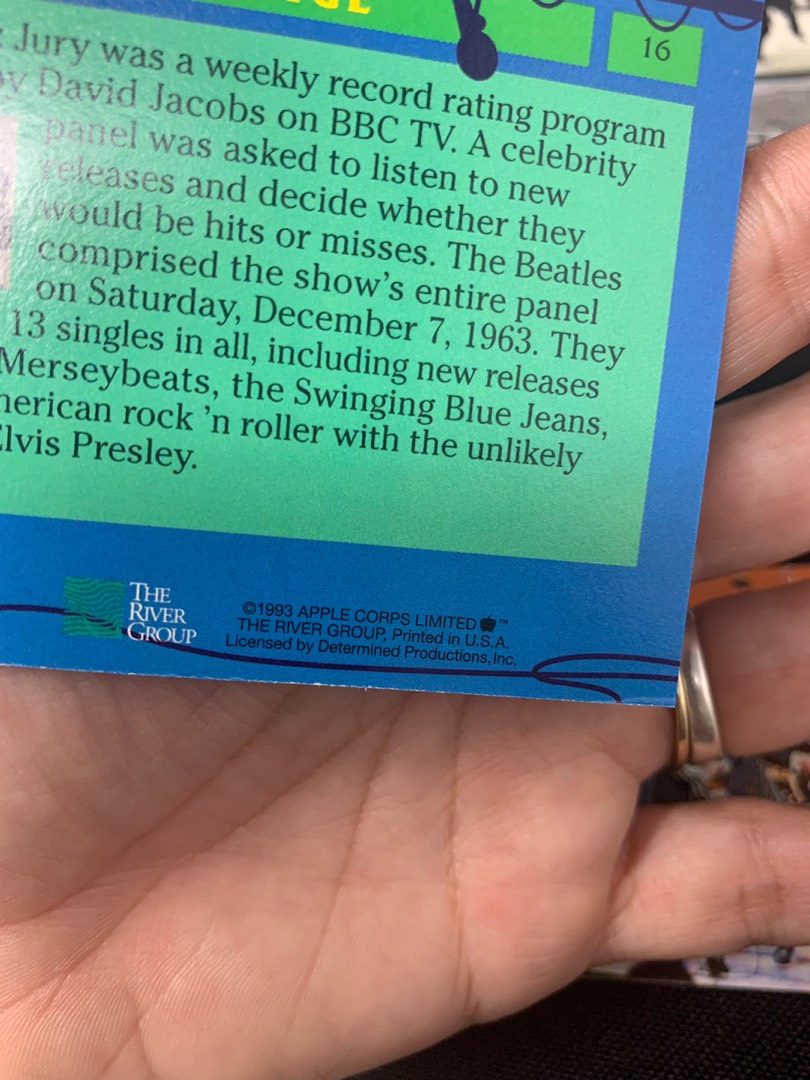 16
Jury was a weekly record rating program
David Jacobs on BBC TV. A celebrity
panel was asked to listen to new
releases and decide whether they
would be hits or misses. The Beatles
comprised the show's entire panel
on Saturday, December 7, 1963. They
13 singles in all, including new releases
Merseybeats, the Swinging Blue Jeans,
rock 'n roller with the unlikely
Elvis Presley.
THE
RIVER
GROUP
©1993 APPLE CORPS LIMITED ™
THE RIVER GROUP, Printed in U.S.A.
Licensed by Determined Productions, Inc.